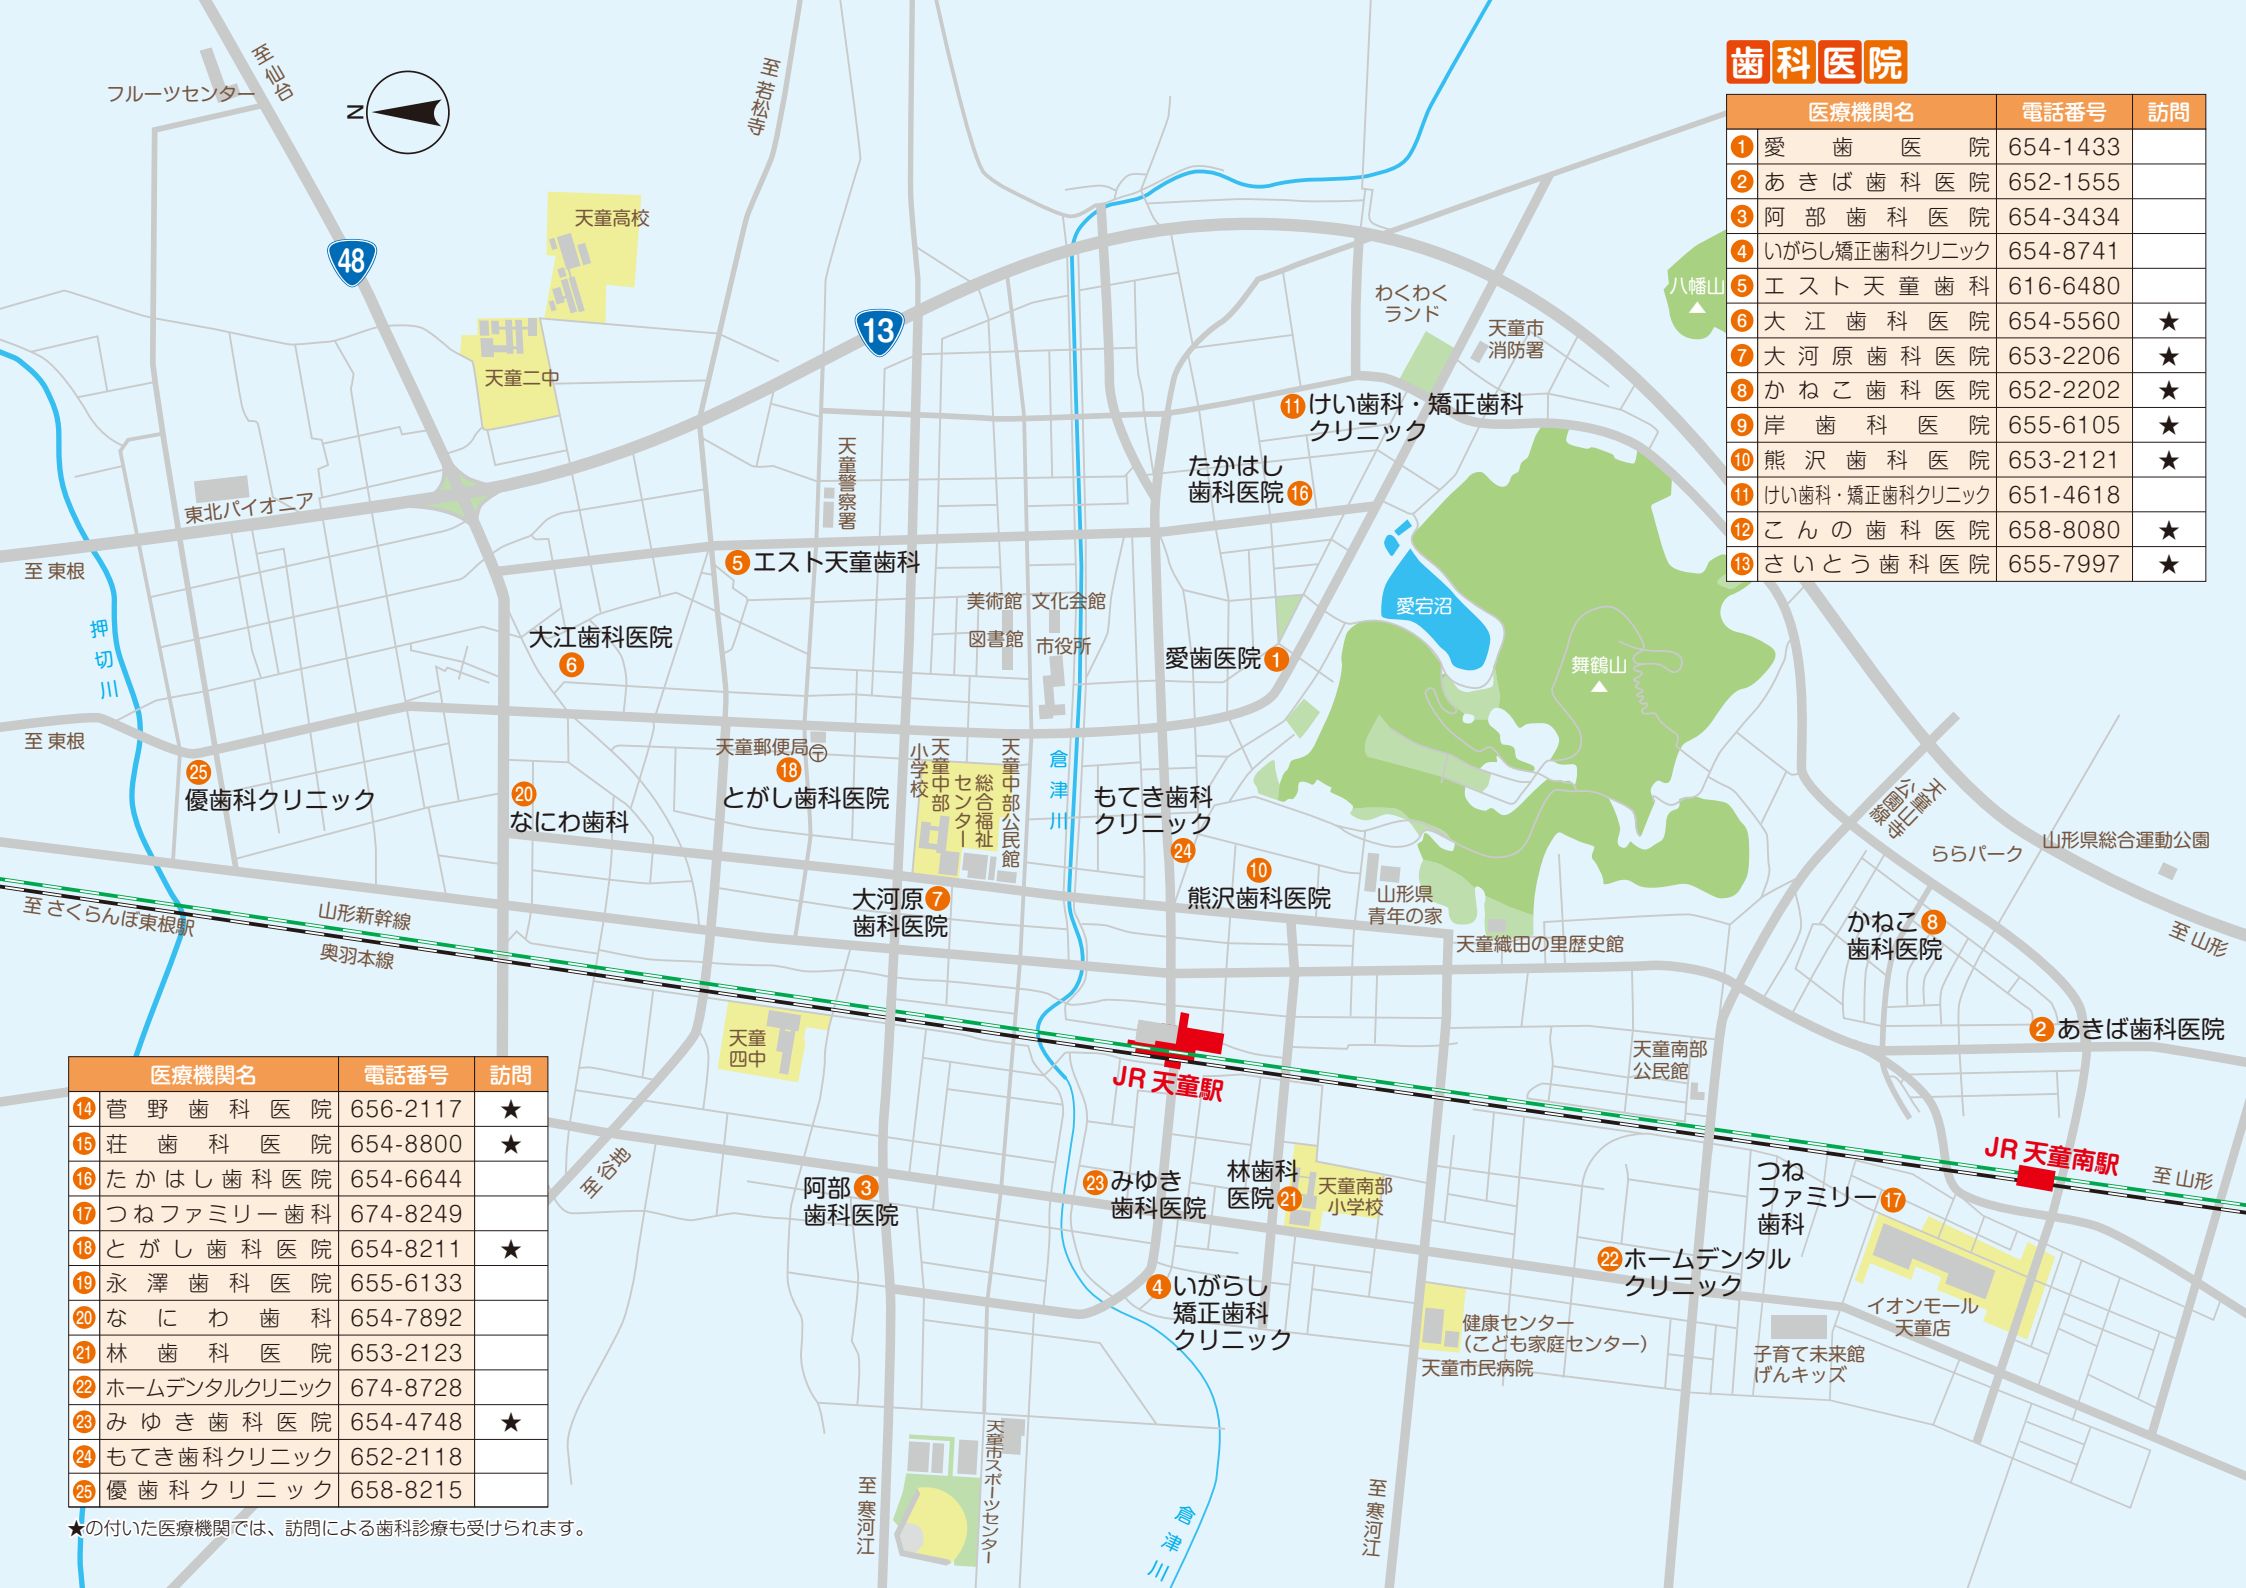 歯科医院
医療機関名 電話番号 訪問
1 愛歯医院 654-1433
2 あきば歯科医院 652-1555
3 阿部歯科医院 654-3434
4 いがらし矯正歯科クリニック 654-8741
5 エスト天童歯科 616-6480
6 大江歯科医院 654-5560 ★
7 大河原歯科医院 653-2206 ★
8 かねこ歯科医院 652-2202 ★
9 岸歯科医院 655-6105 ★
10 熊沢歯科医院 653-2121 ★
11 けい歯科・矯正歯科クリニック 651-4618
12 こんの歯科医院 658-8080 ★
13 さいとう歯科医院 655-7997 ★
医療機関名 電話番号 訪問
14 菅野歯科医院 656-2117 ★
15 荘歯科医院 654-8800 ★
16 たかはし歯科医院 654-6644
17 つねファミリー歯科 674-8249
18 とがし歯科医院 654-8211 ★
19 永澤歯科医院 655-6133
20 なにわ歯科 654-7892
21 林歯科医院 653-2123
22 ホームデンタルクリニック 674-8728
23 みゆき歯科医院 654-4748 ★
24 もてき歯科クリニック 652-2118
25 優歯科クリニック 658-8215
★の付いた医療機関では、訪問による歯科診療も受けられます。
至 仙台
フルーツセンター
N
至 若松寺
天童高校
48
13
天童二中
わくわく
ランド
天童市
消防署
八幡山
11 けい歯科・矯正歯科
クリニック
天童警察署
たかはし
歯科医院 16
東北パイオニア
至 東根
5 エスト天童歯科
美術館
文化会館
図書館
市役所
愛宕沼
押切川
大江歯科医院
6
愛歯医院 1
舞鶴山
至 東根
天童郵便局
〒
18
とがし歯科医院
天童中部
小学校
総合福祉
センター
天童中部公民館
倉津川
25
優歯科クリニック
20
なにわ歯科
もてき歯科
クリニック
24
10
熊沢歯科医院
天童山寺
公園線
ららパーク
山形県総合運動公園
大河原 7
歯科医院
山形県
青年の家
天童織田の里歴史館
かねこ 8
歯科医院
至 山形
至 さくらんぼ東根駅
山形新幹線
奥羽本線
天童
四中
2 あきば歯科医院
天童南部
公民館
JR 天童駅
JR 天童南駅
至 山形
至 谷地
阿部 3
歯科医院
23 みゆき
歯科医院
林歯科
医院 21
天童南部
小学校
つね
ファミリー 17
歯科
22 ホームデンタル
クリニック
4 いがらし
矯正歯科
クリニック
健康センター
(こども家庭センター)
天童市民病院
イオンモール
天童店
子育て未来館
げんキッズ
天童市スポーツセンター
至 寒河江
倉津川
至 寒河江